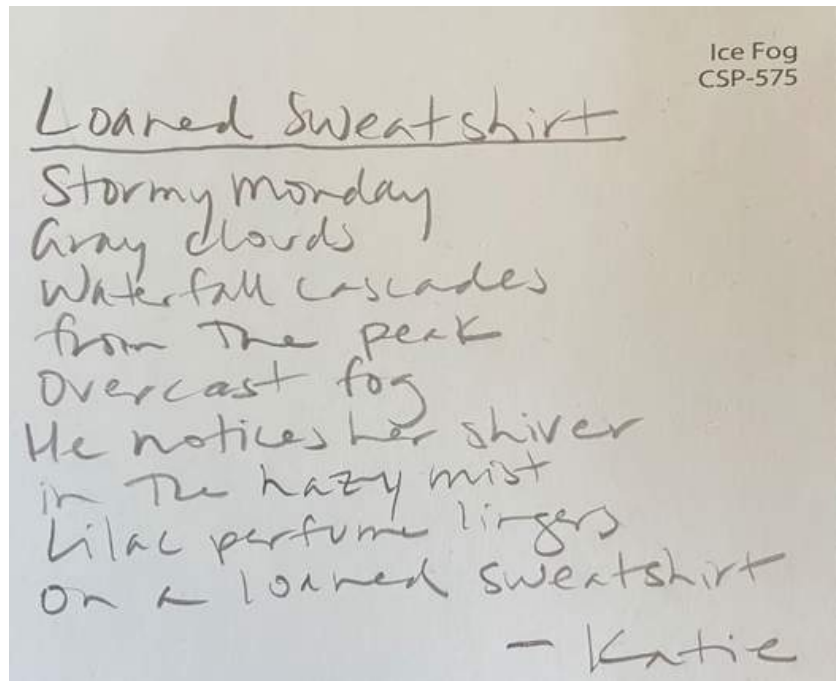 Ice Fog
CSP-575
Loaned Sweatshirt
Stormy Monday
Gray clouds
Waterfall cascades
from the peak
Overcast fog
He notices her shiver
in the hazy mist
Lilac perfume lingers
on a loaned sweatshirt
- Katie